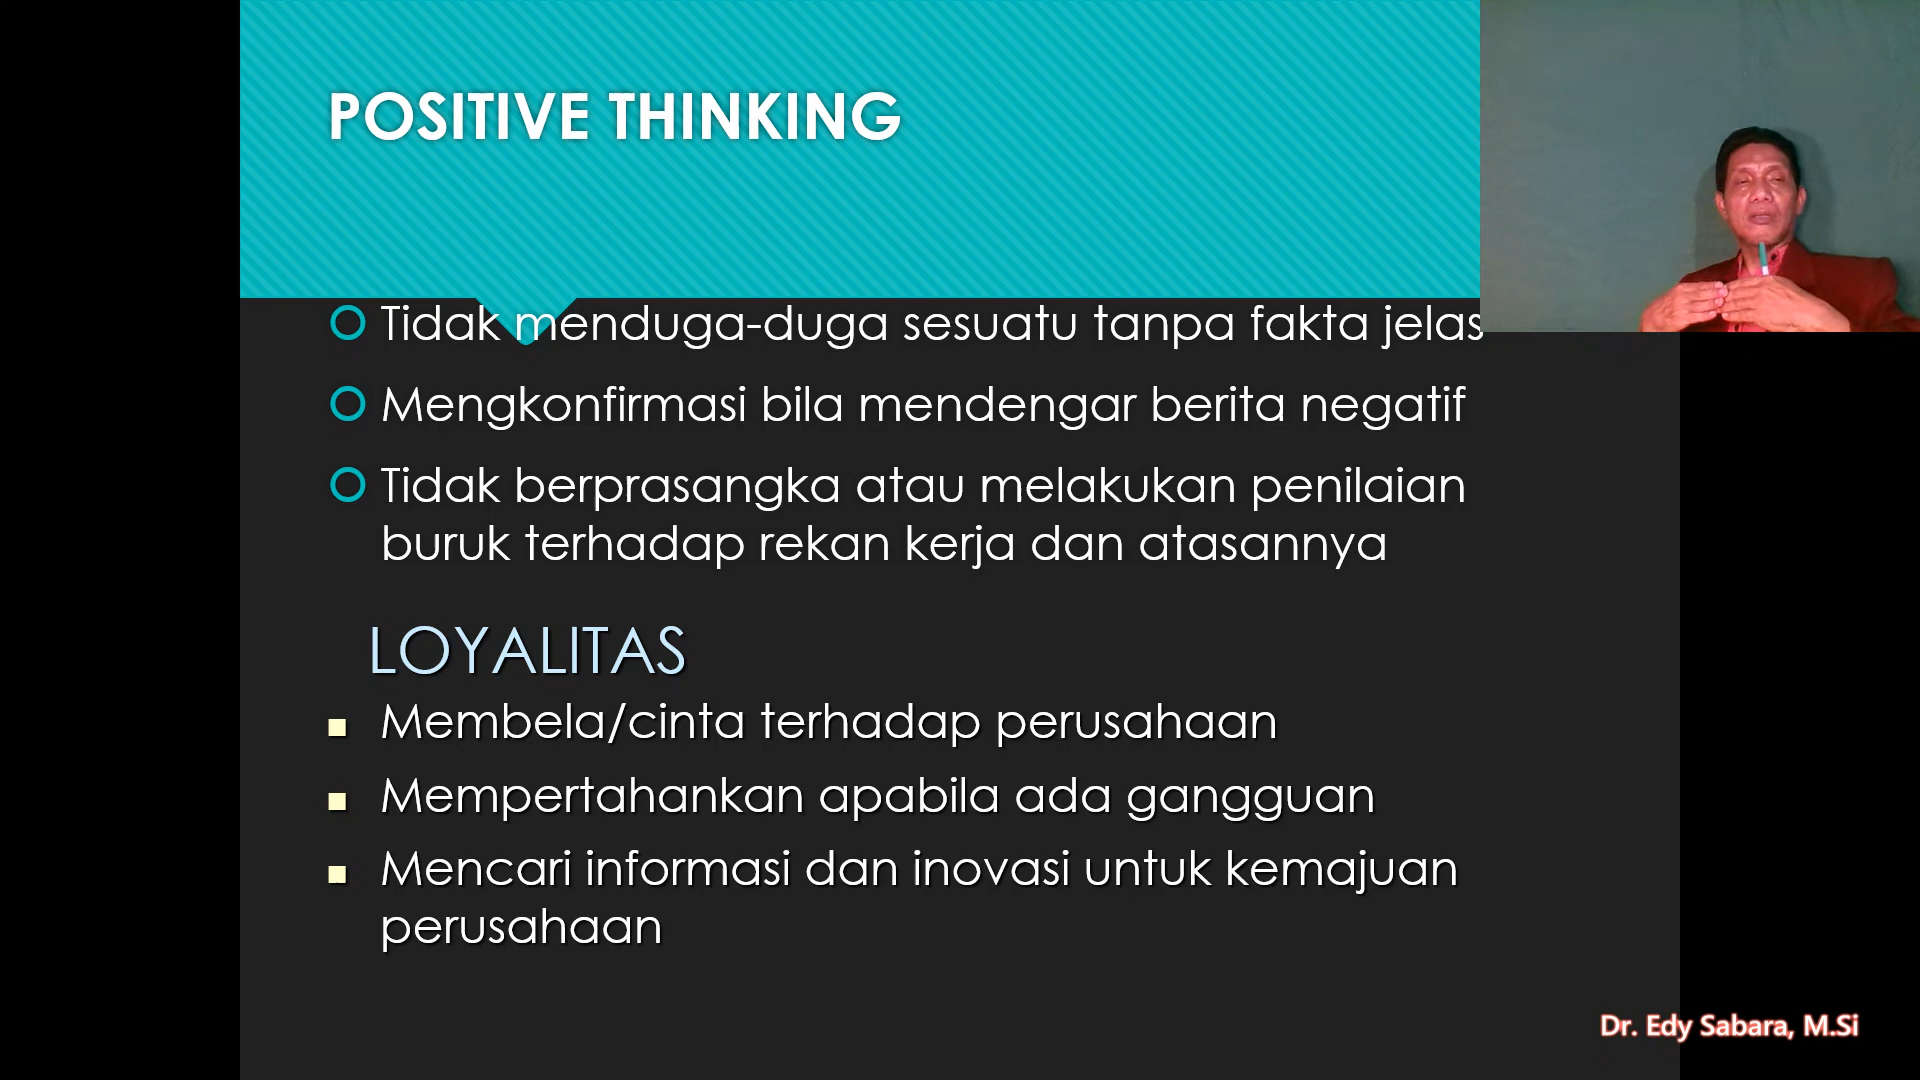 POSITIVE THINKING
Tidak menduga-duga sesuatu tanpa fakta jelas
Mengkonfirmasi bila mendengar berita negatif
Tidak berprasangka atau melakukan penilaian
buruk terhadap rekan kerja dan atasannya
LOYALITAS
Membela/cinta terhadap perusahaan
Mempertahankan apabila ada gangguan
Mencari informasi dan inovasi untuk kemajuan
perusahaan
Dr. Edy Sabara, M.Si